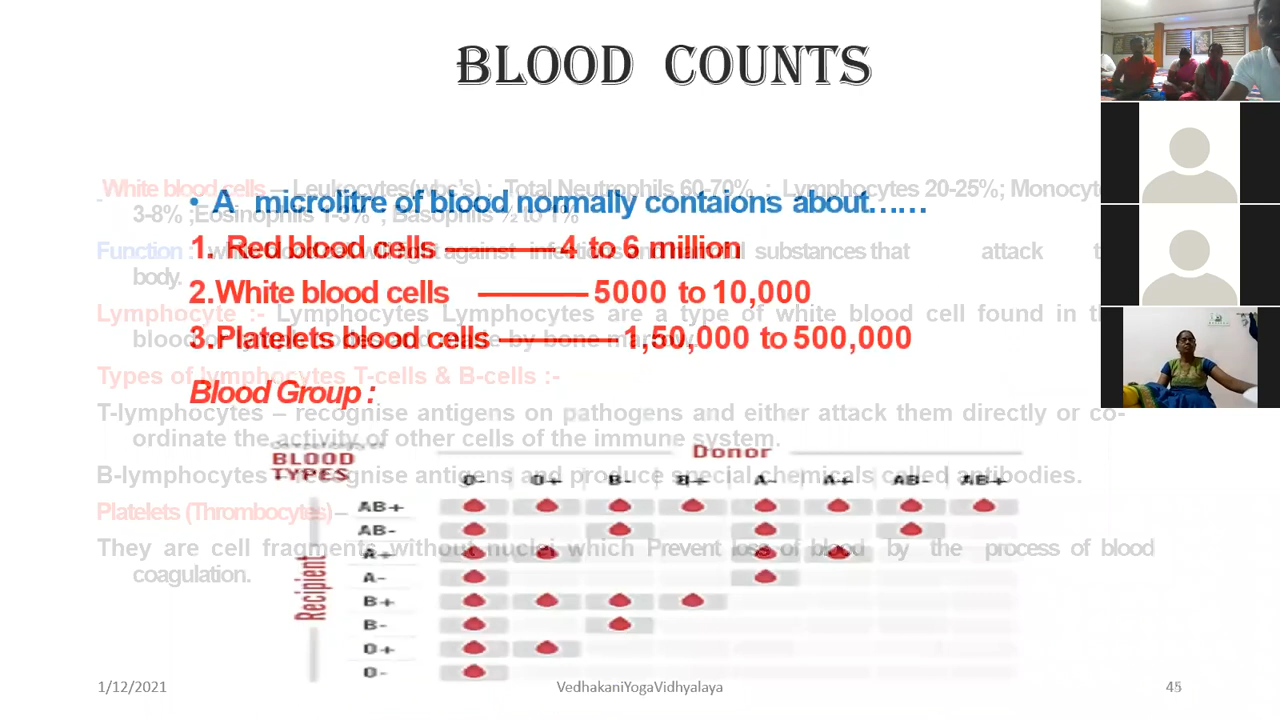 BLOOD COUNTS
White blood cells – Leukocytes(wbc's) : Total Neutrophils 60-70% ; Lymphocytes 20-25%; Monocyt
3-8% ;Eosinophils 1-3% ; Basophils ½ to 1%
• A microlitre of blood normally contaions about……
Function : against infections and substances that attack t
body.
1. Red blood cells ———— 4 to 6 million
2.White blood cells ———— 5000 to 10,000
Lymphocyte :- Lymphocytes Lymphocytes are a type of white blood cell found in t
blood by bone marrow
3.Platelets blood cells ———— 1,50,000 to 500,000
Types of lymphocytes T-cells & B-cells :-
Blood Group :
T-lymphocytes – recognise antigens on pathogens and either attack them directly or co-
ordinate the activity of other cells of the immune system.
BLOOD TYPES Donor
B-lymphocytes – recognise antigens and produce special chemicals called antibodies.
O- O+ B- B+ A- A+ AB- AB+
Recipient
AB+
Platelets (Thrombocytes) –
AB-
They are cell fragments without nuclei which Prevent loss of blood by the process of blood
coagulation.
A+
A-
B+
B-
O+
O-
1/12/2021 VedhakaniYogaVidhyalaya 45